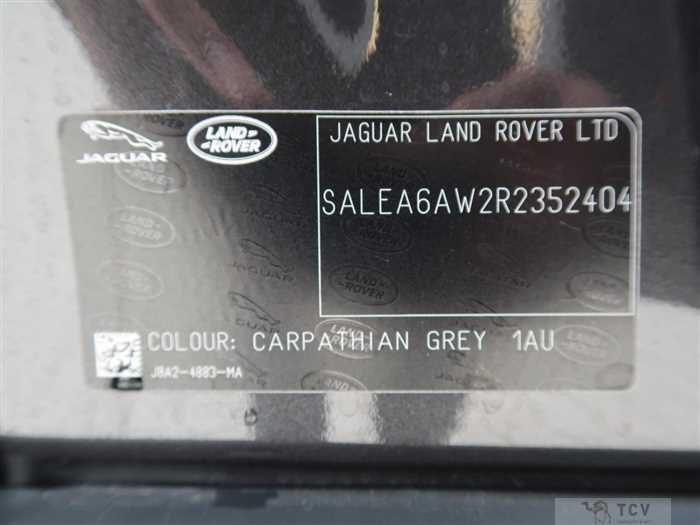 JAGUAR
LAND
ROVER
JAGUAR LAND ROVER LTD
SALEA6AW2R2352404
COLOUR: CARPATHIAN GREY 1AU
J8A2-4883-MA
TCV